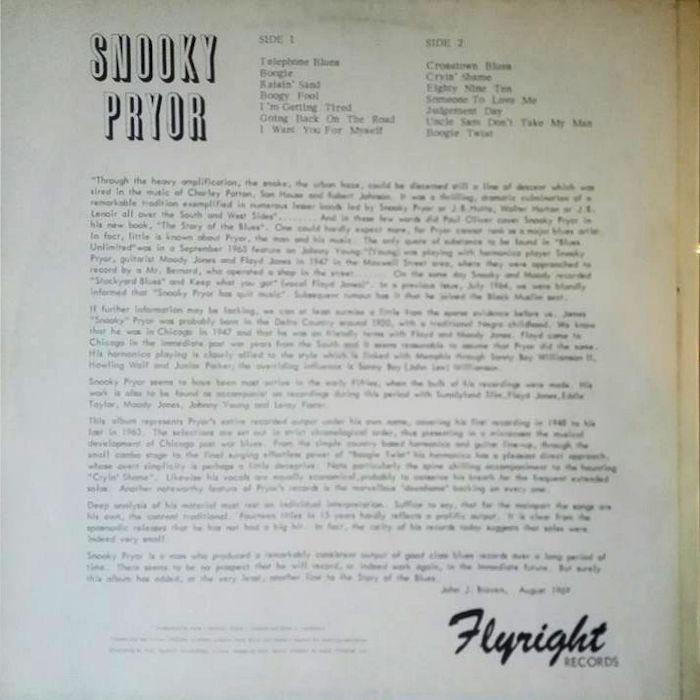 SNOOKY
PRYOR
SIDE 1
Telephone Blues
Boogie
Raisin' Sand
Boogy Fool
I'm Getting Tired
Going Back On The Road
I Want You For Myself
SIDE 2
Crosstown Blues
Cryin' Shame
Eighty Nine Ten
Someone To Love Me
Judgement Day
Uncle Sam Don't Take My Man
Boogie Twist
"Through the heavy amplification, the smoke, the urban haze, could be discerned still a line of descent which was
sired in the music of Charley Patton, Son House and Robert Johnson. It was a thrilling, dramatic culmination of a
remarkable tradition exemplified in numerous lesser bands led by Snooky Pryor or J.B. Hutto, Walter Horton or J.B.
Lenoir all over the South and West Sides"......... And in these few words did Paul Oliver cover Snooky Pryor in
his new book, "The Story of the Blues". One could hardly expect more, for Pryor cannot rank as a major blues artist.
In fact, little is known about Pryor, the man and his music. The only quote of substance to be found in "Blues
Unlimited" was in a September 1965 feature on Johnny Young: "(Young) was playing with harmonica player Snooky
Pryor, guitarist Moody Jones and Floyd Jones in 1947 in the Maxwell Street area, where they were approached to
record by a Mr. Bernard, who operated a shop in the street........ On the same day Snooky and Moody recorded
"Stockyard Blues" and Keep what you got" (vocal Floyd Jones)". In a previous issue, July 1964, we were blandly
informed that "Snooky Pryor has quit music". Subsequent rumour has it that he joined the Black Muslim sect.
If further information may be lacking, we can at least surmise a little from the sparse evidence before us. James
"Snooky" Pryor was probably born in the Delta Country around 1920, with a traditional Negro childhood. We know
that he was in Chicago in 1947 and that he was on friendly terms with Floyd and Moody Jones. Floyd came to
Chicago in the immediate post war years from the South and it seems reasonable to assume that Pryor did the same.
His harmonica playing is closely allied to the style which is linked with Memphis through Sonny Boy Williamson II,
Howling Wolf and Junior Parker; the overriding influence is Sonny Boy (John Lee) Williamson.
Snooky Pryor seems to have been most active in the early Fifties, when the bulk of his recordings were made. His
work is also to be found as accompanist on recordings during this period with Sunnyland Slim, Floyd Jones, Eddie
Taylor, Moody Jones, Johnny Young and Leroy Foster.
This album represents Pryor's entire recorded output under his own name, covering his first recording in 1948 to his
last in 1963. The selections are set out in strict chronological order, thus presenting in a microcosm the musical
development of Chicago post war blues. From the simple country based harmonica and guitar line-up, through the
small combo stage to the final surging effortless power of "Boogie Twist" his harmonica has a pleasant direct approach,
whose overt simplicity is perhaps a little deceptive. Note particularly the spine chilling accompaniment to the haunting
"Cryin' Shame". Likewise his vocals are equally economical, probably to conserve his breath for the frequent extended
solos. Another noteworthy feature of Pryor's records is the marvellous 'downhome' backing on every one.
Deep analysis of his material must rest on individual interpretation. Suffice to say, that for the mainpart the songs are
his own, the content traditional. Fourteen titles in 15 years hardly reflects a prolific output. It is clear from the
spasmodic releases that he has not had a big hit. In fact, the rarity of his records today suggests that sales were
indeed very small.
Snooky Pryor is a man who produced a remarkably consistent output of good class blues records over a long period of
time. There seems to be no prospect that he will record, or indeed work again, in the immediate future. But surely
this album has added, at the very least, another line to the Story of the Blues.
John J. Broven, August 1969
Flyright
RECORDS